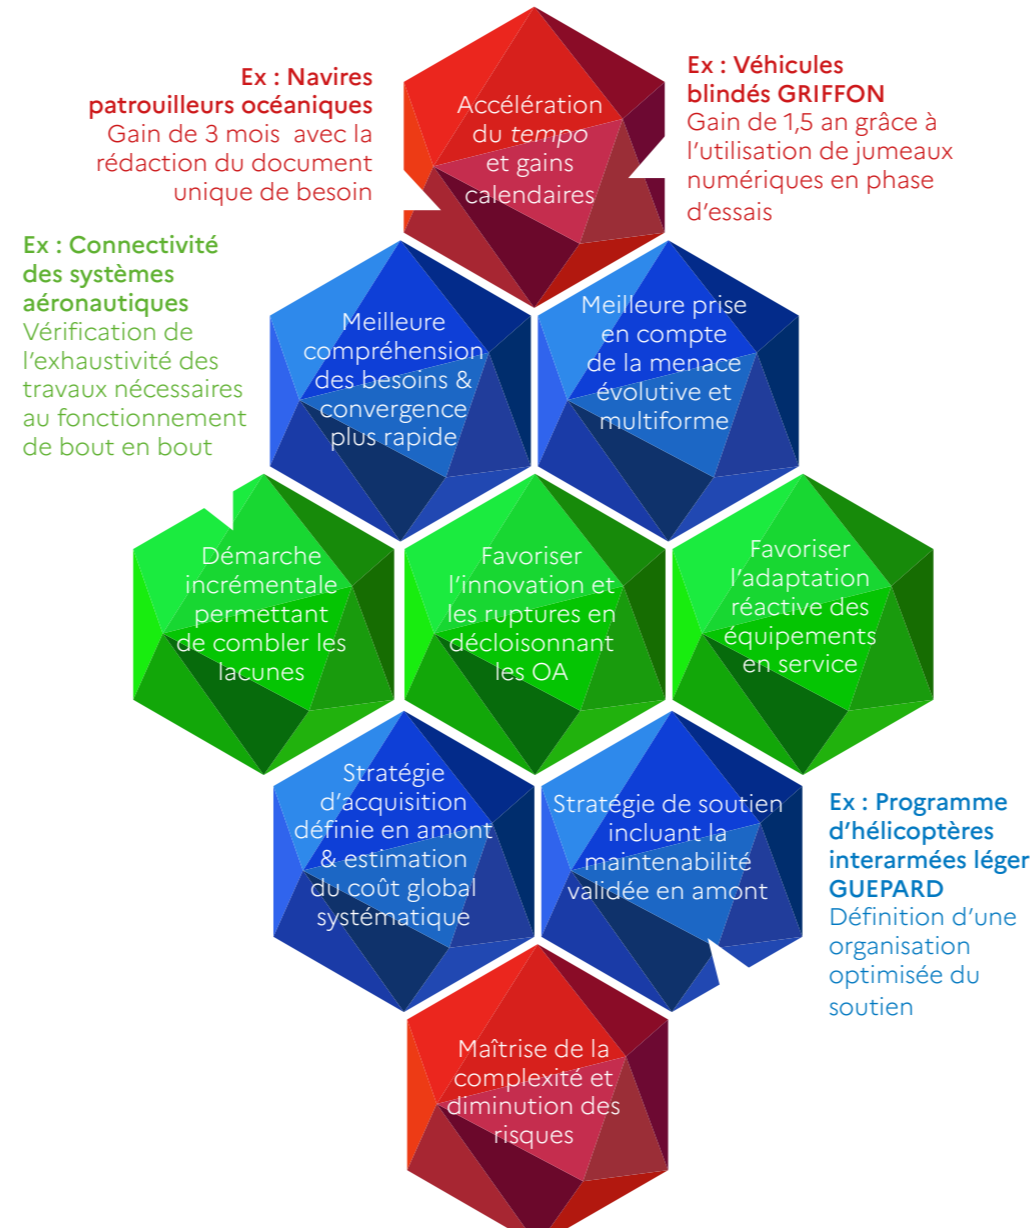 Ex : Navires
patrouilleurs océaniques
Gain de 3 mois avec la
rédaction du document
unique de besoin
Accélération
du tempo
et gains
calendaires
Ex : Véhicules
blindés GRIFFON
Gain de 1,5 an grâce à
l'utilisation de jumeaux
numériques en phase
d'essais
Ex : Connectivité
des systèmes
aéronautiques
Vérification de
l'exhaustivité des
travaux nécessaires
au fonctionnement
de bout en bout
Meilleure
compréhension
des besoins &
convergence
plus rapide
Meilleure prise
en compte
de la menace
évolutive et
multiforme
Démarche
incrémentale
permettant
de combler les
lacunes
Favoriser
l'innovation et
les ruptures en
décloisonnant
les OA
Favoriser
l'adaptation
réactive des
équipements
en service
Stratégie
d'acquisition
définie en amont
& estimation
du coût global
systématique
Stratégie de soutien
incluant la
maintenabilité
validée en amont
Ex : Programme
d'hélicoptères
interarmées léger
GUEPARD
Définition d'une
organisation
optimisée du
soutien
Maîtrise de la
complexité et
diminution des
risques